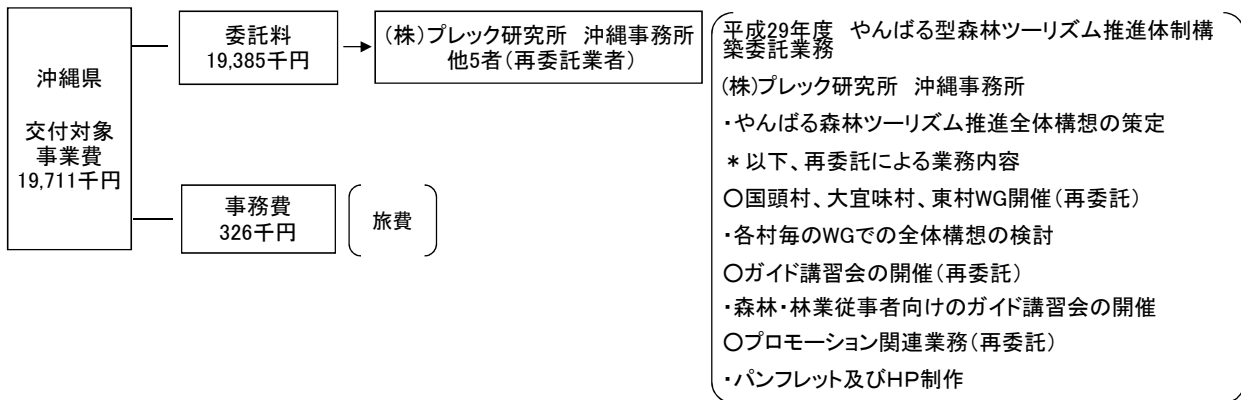 沖縄県
交付対象
事業費
19,711千円
委託料
19,385千円
(株)プレック研究所 沖縄事務所
他5者(再委託業者)
事務費
326千円
旅費
平成29年度 やんばる型森林ツーリズム推進体制構
築委託業務
(株)プレック研究所 沖縄事務所
・やんばる森林ツーリズム推進全体構想の策定
*以下、再委託による業務内容
○国頭村、大宜味村、東村WG開催(再委託)
・各村毎のWGでの全体構想の検討
○ガイド講習会の開催(再委託)
・森林・林業従事者向けのガイド講習会の開催
○プロモーション関連業務(再委託)
・パンフレット及びHP制作